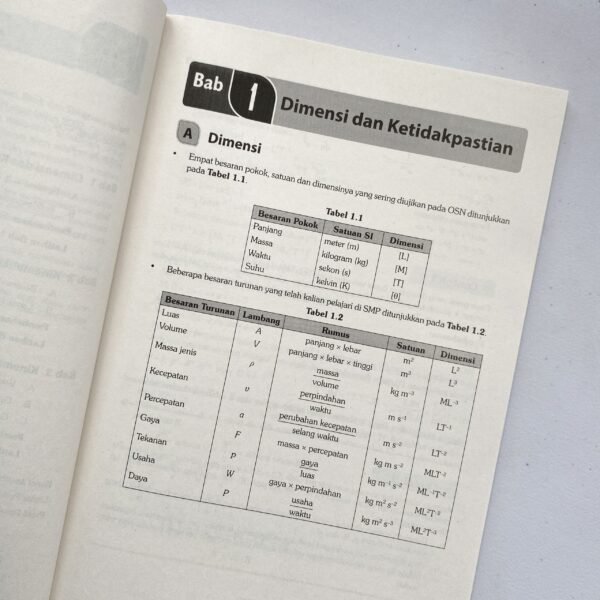 Bab 1
Dimensi dan Ketidakpastian
A Dimensi
• Empat besaran pokok, satuan dan dimensinya yang sering diujikan pada OSN ditunjukkan
pada Tabel 1.1.
Tabel 1.1
Besaran Pokok Satuan SI Dimensi
Panjang meter (m) [L]
Massa kilogram (kg) [M]
Waktu sekon (s) [T]
Suhu kelvin (K) [θ]
• Beberapa besaran turunan yang telah kalian pelajari di SMP ditunjukkan pada Tabel 1.2.
Tabel 1.2
Besaran Turunan Lambang Rumus Satuan Dimensi
Luas A panjang × lebar m² L²
Volume V panjang × lebar × tinggi m³ L³
Massa jenis ρ massa / volume kg m⁻³ ML⁻³
Kecepatan v perpindahan / waktu m s⁻¹ LT⁻¹
Percepatan a perubahan kecepatan / selang waktu m s⁻² LT⁻²
Gaya F massa × percepatan kg m s⁻² MLT⁻²
Tekanan P gaya / luas kg m⁻¹ s⁻² ML⁻¹T⁻²
Usaha W gaya × perpindahan kg m² s⁻² ML²T⁻²
Daya P usaha / waktu kg m² s⁻³ ML²T⁻³